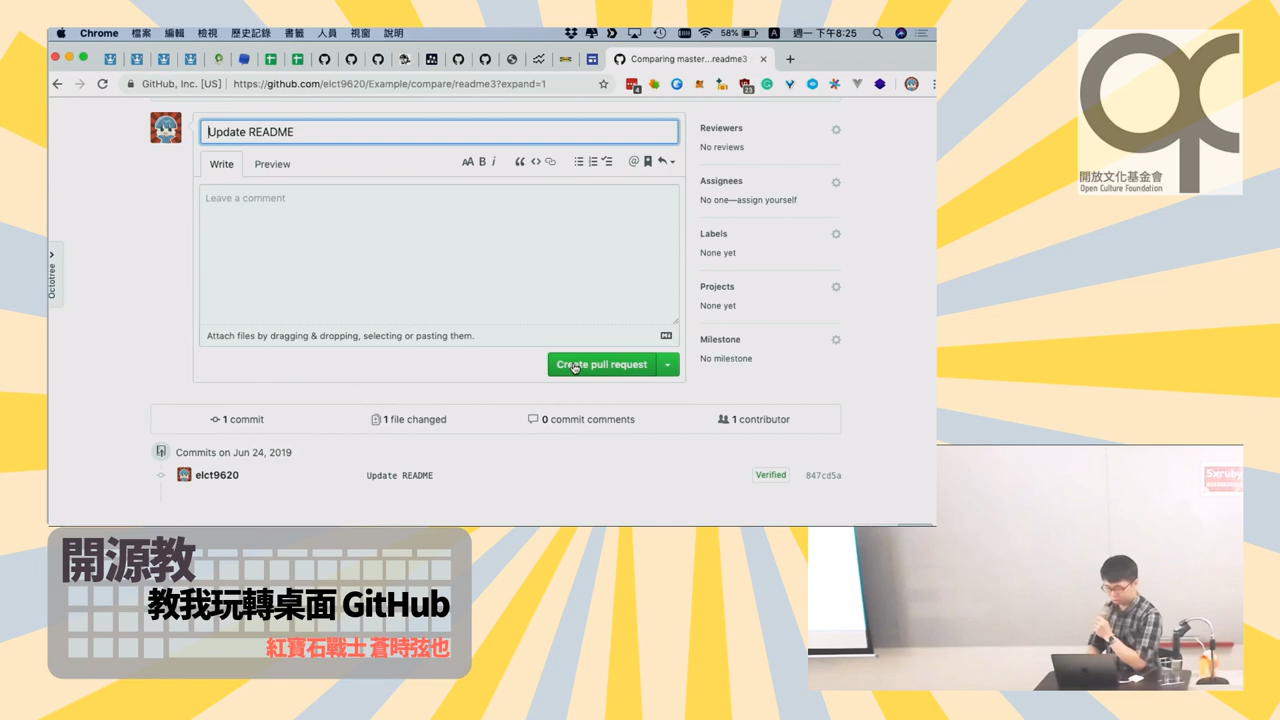 Chrome 檔案 編輯 檢視 歷史記錄 書籤 人員 視窗 說明 58% A 週一 下午8:25
Comparing master...readme3
GitHub, Inc. [US] https://github.com/elct9620/Example/compare/readme3?expand=1
Update README
Write Preview
AA B i
Leave a comment
Attach files by dragging & dropping, selecting or pasting them.
Create pull request
Reviewers
No reviews
Assignees
No one—assign yourself
Labels
None yet
Projects
None yet
Milestone
No milestone
Octotree
1 commit 1 file changed 0 commit comments 1 contributor
Commits on Jun 24, 2019
elct9620 Update README Verified 847cd5a
開放文化基金會
Open Culture Foundation
5xruby
開源教
教我玩轉桌面 GitHub
紅寶石戰士 蒼時弦也